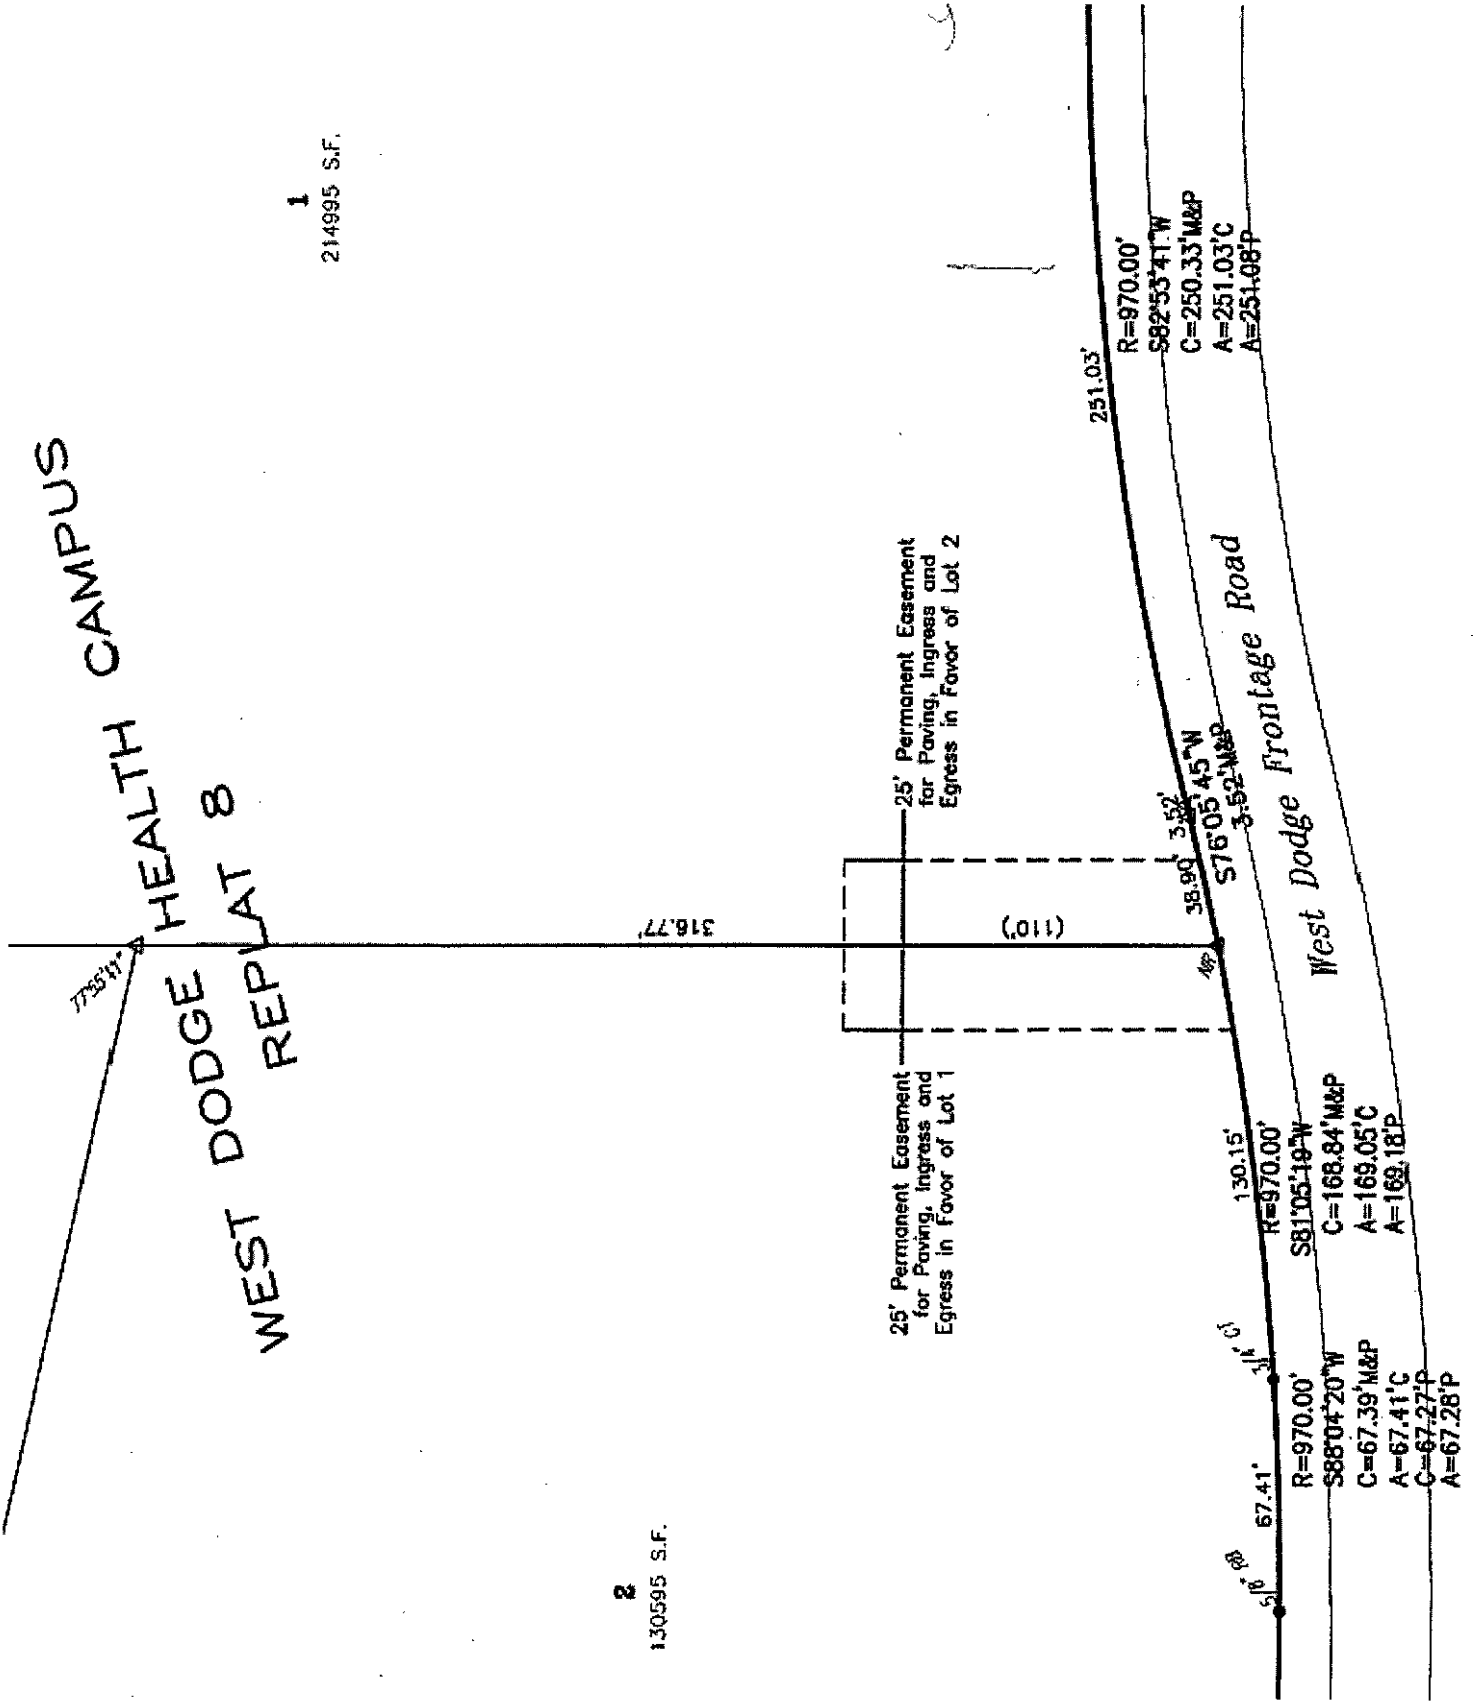 WEST DODGE HEALTH CAMPUS
REPLAT 8
1
214995 S.F.
2
130595 S.F.
316.77'
(110')
25' Permanent Easement
for Paving, Ingress and
Egress in Favor of Lot 1
25' Permanent Easement
for Paving, Ingress and
Egress in Favor of Lot 2
67.41'
130.15'
38.90'
3.52'
251.03'
R=970.00'
S88°04'20"W
C=67.39'M&P
A=67.41'C
C=67.27'P
A=67.28'P
R=970.00'
S81°05'19"W
C=168.84'M&P
A=169.05'C
A=169.18'P
S76°05'45"W
3.52'M&P
R=970.00'
S82°53'41"W
C=250.33'M&P
A=251.03'C
A=251.08'P
West Dodge Frontage Road